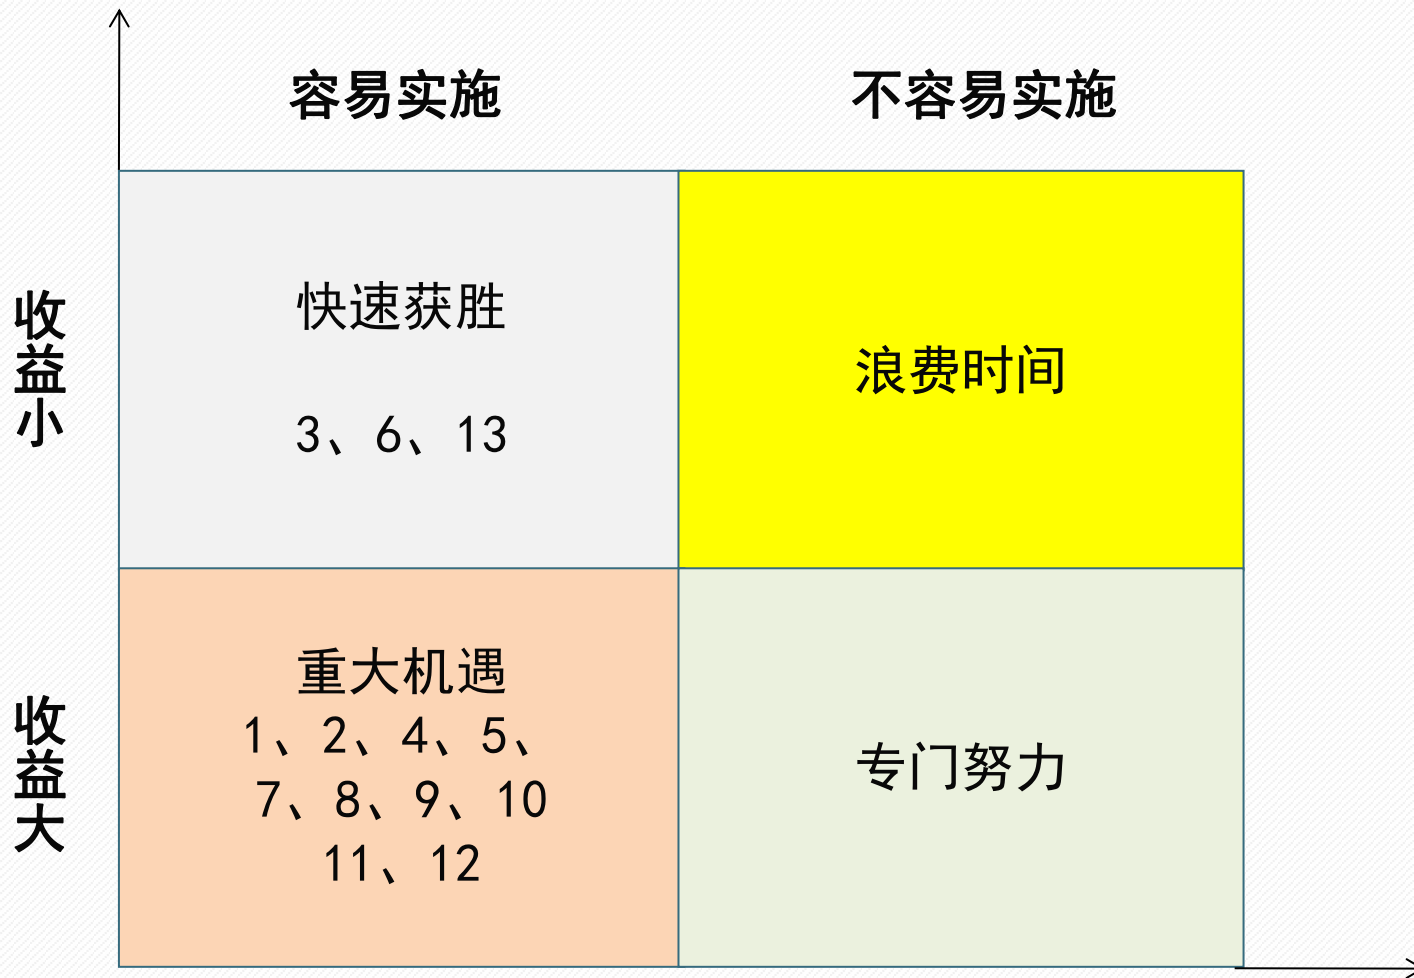 容易实施
不容易实施
收益小
快速获胜
3、6、13
浪费时间
收益大
重大机遇
1、2、4、5、
7、8、9、10
11、12
专门努力